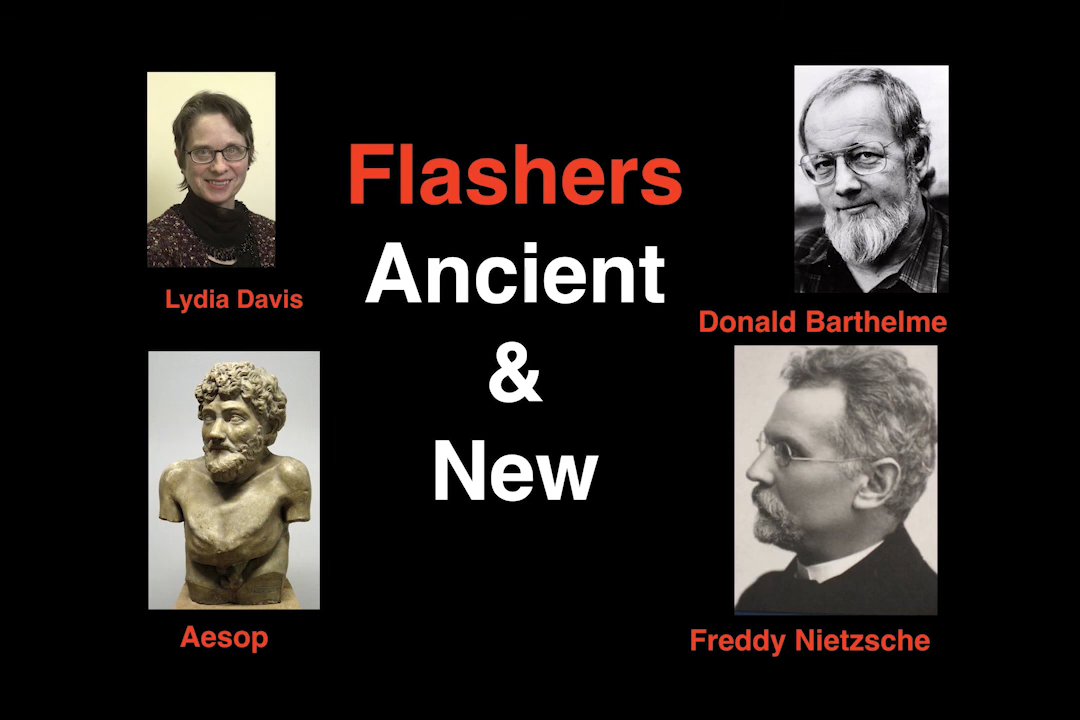 Flashers
Ancient
&
New
Lydia Davis
Donald Barthelme
Aesop
Freddy Nietzsche